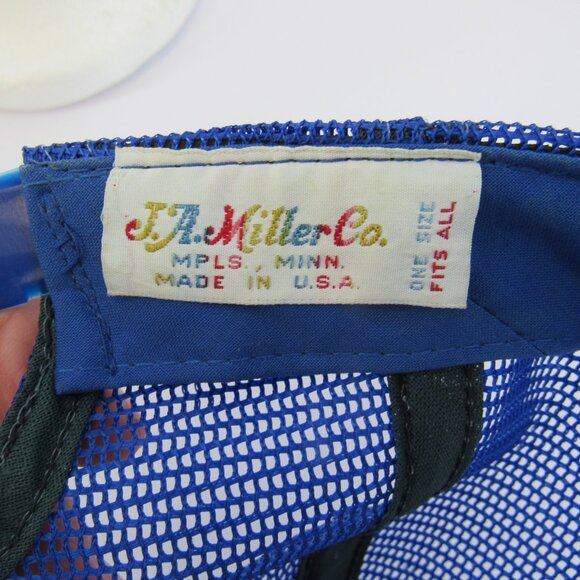 J.A. Miller Co.
MPLS., MINN.
MADE IN U.S.A.
ONE SIZE
FITS ALL